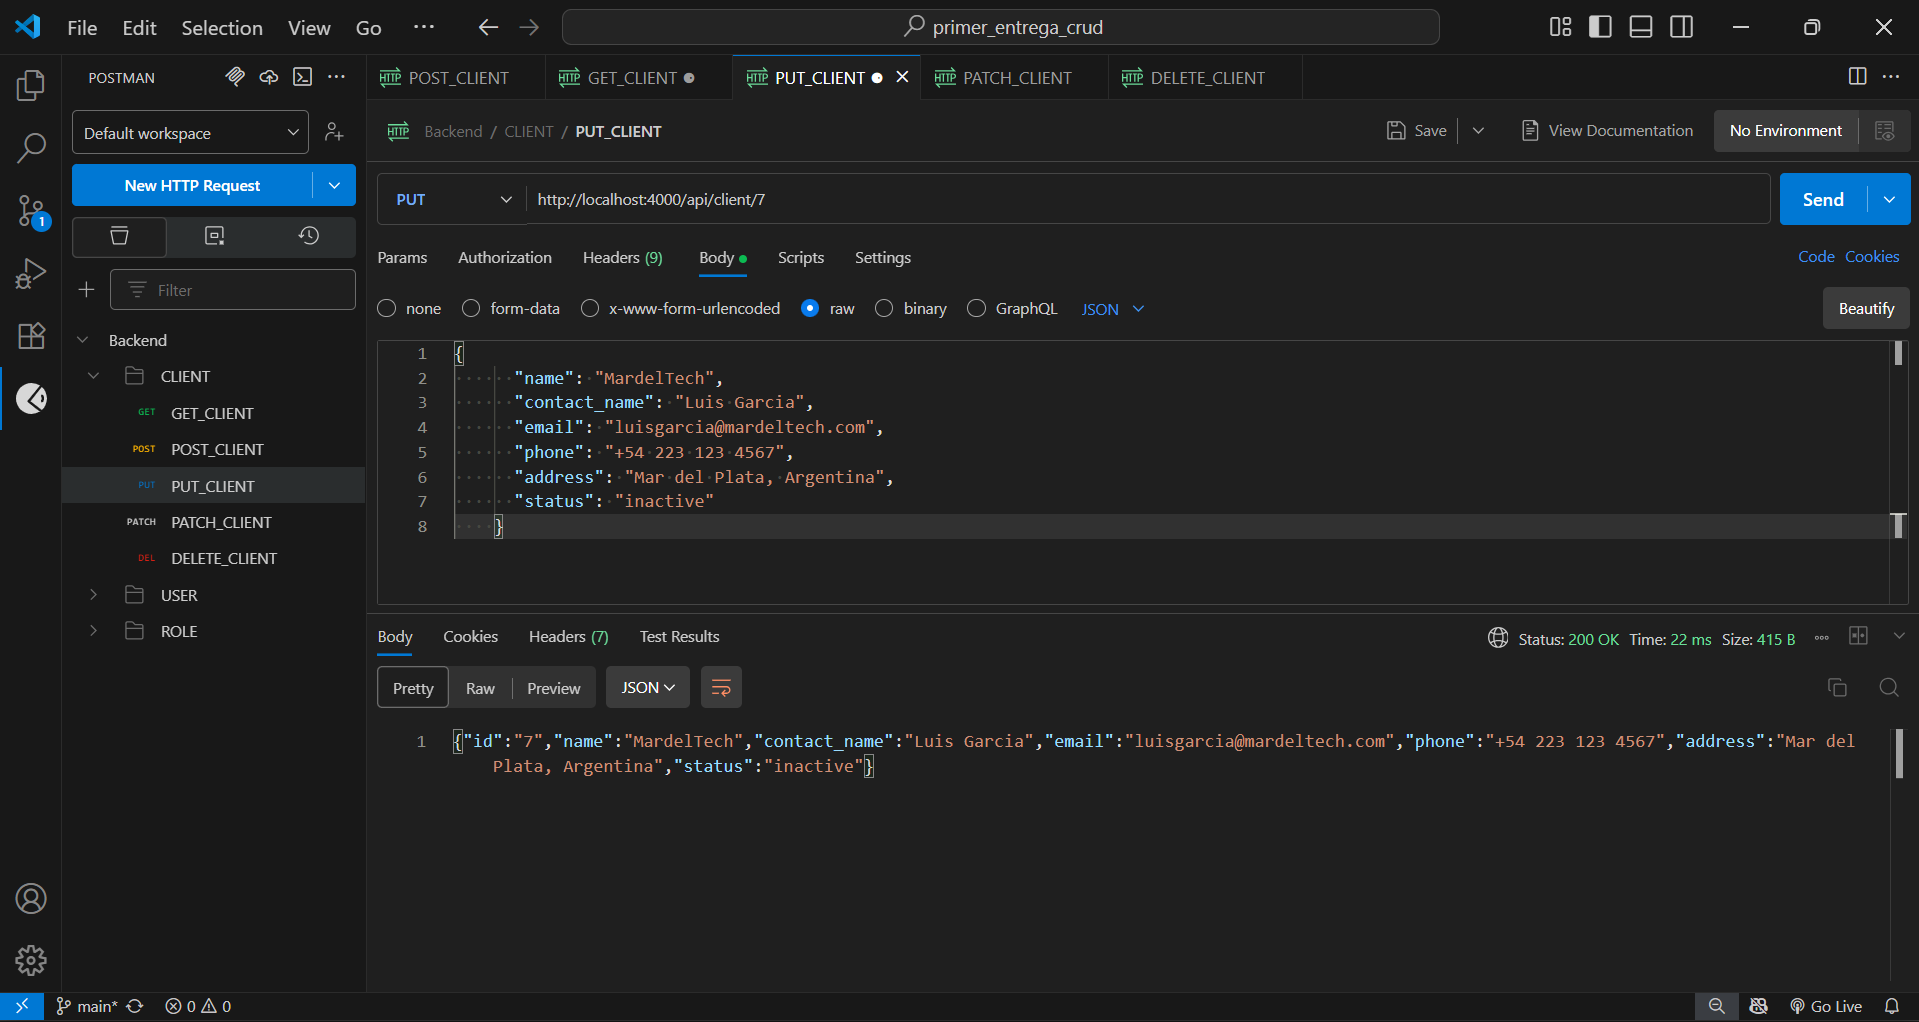 File Edit Selection View Go ··· primer_entrega_crud
POSTMAN ···
Default workspace
New HTTP Request
Filter
Backend
CLIENT
GET GET_CLIENT
POST POST_CLIENT
PUT PUT_CLIENT
PATCH PATCH_CLIENT
DEL DELETE_CLIENT
USER
ROLE
1
HTTP POST_CLIENT HTTP GET_CLIENT HTTP PUT_CLIENT HTTP PATCH_CLIENT HTTP DELETE_CLIENT ···
HTTP Backend / CLIENT / PUT_CLIENT Save View Documentation No Environment
PUT http://localhost:4000/api/client/7 Send
Params Authorization Headers (9) Body Scripts Settings Code Cookies
none form-data x-www-form-urlencoded raw binary GraphQL JSON Beautify
1 {
2 "name": "MardelTech",
3 "contact_name": "Luis Garcia",
4 "email": "luisgarcia@mardeltech.com",
5 "phone": "+54 223 123 4567",
6 "address": "Mar del Plata, Argentina",
7 "status": "inactive"
8 }
Body Cookies Headers (7) Test Results Status: 200 OK Time: 22 ms Size: 415 B
Pretty Raw Preview JSON
1 {"id":"7","name":"MardelTech","contact_name":"Luis Garcia","email":"luisgarcia@mardeltech.com","phone":"+54 223 123 4567","address":"Mar del
Plata, Argentina","status":"inactive"}
main* 0 0 Go Live